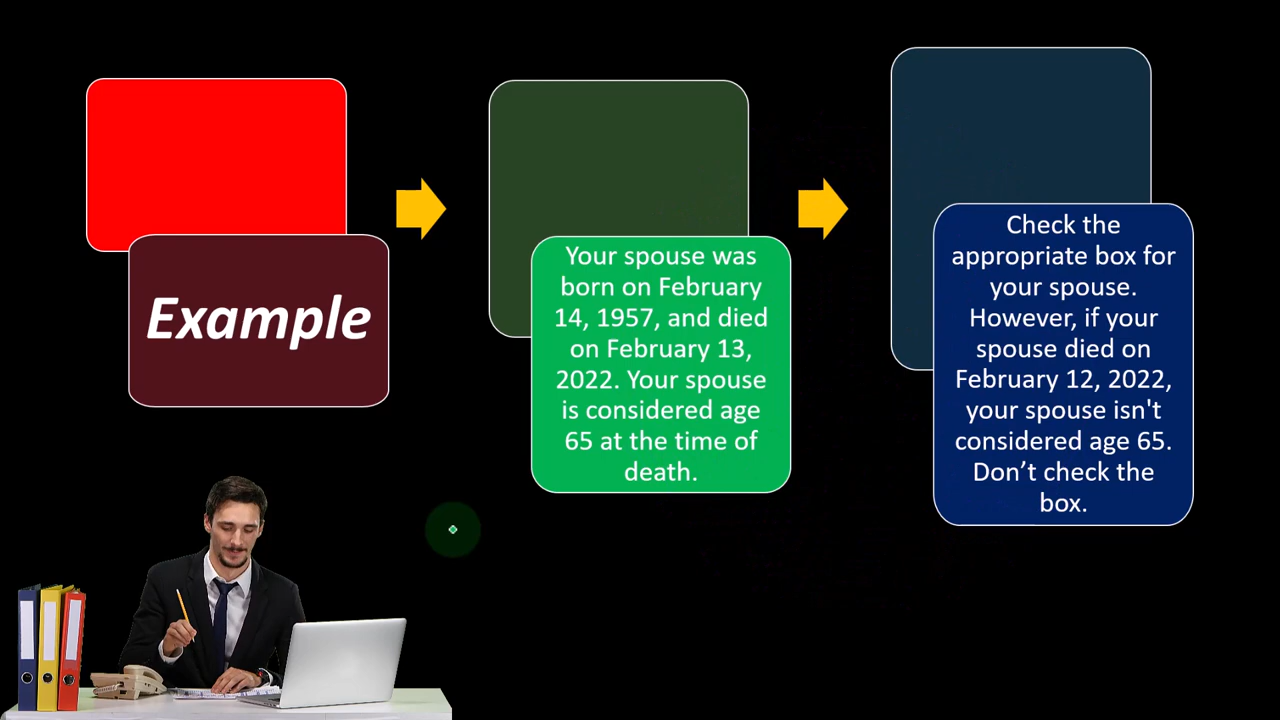 Example
Your spouse was
born on February
14, 1957, and died
on February 13,
2022. Your spouse
is considered age
65 at the time of
death.
Check the
appropriate box for
your spouse.
However, if your
spouse died on
February 12, 2022,
your spouse isn't
considered age 65.
Don’t check the
box.